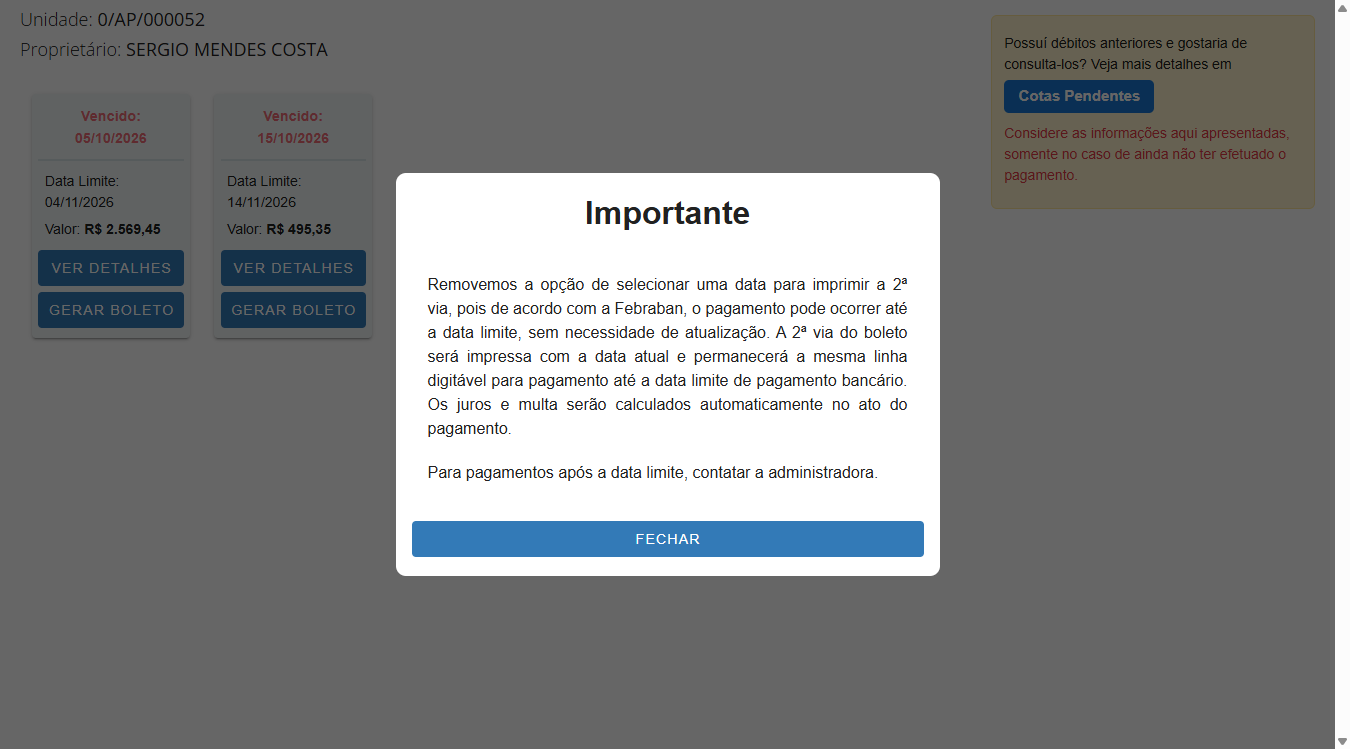 Unidade: 0/AP/000052
Proprietário: SERGIO MENDES COSTA
Vencido:
05/10/2026
Data Limite:
04/11/2026
Valor: R$ 2.569,45
VER DETALHES
GERAR BOLETO
Vencido:
15/10/2026
Data Limite:
14/11/2026
Valor: R$ 495,35
VER DETALHES
GERAR BOLETO
Possuí débitos anteriores e gostaria de
consulta-los? Veja mais detalhes em
Cotas Pendentes
Considere as informações aqui apresentadas,
somente no caso de ainda não ter efetuado o
pagamento.
Importante
Removemos a opção de selecionar uma data para imprimir a 2ª
via, pois de acordo com a Febraban, o pagamento pode ocorrer até
a data limite, sem necessidade de atualização. A 2ª via do boleto
será impressa com a data atual e permanecerá a mesma linha
digitável para pagamento até a data limite de pagamento bancário.
Os juros e multa serão calculados automaticamente no ato do
pagamento.
Para pagamentos após a data limite, contatar a administradora.
FECHAR